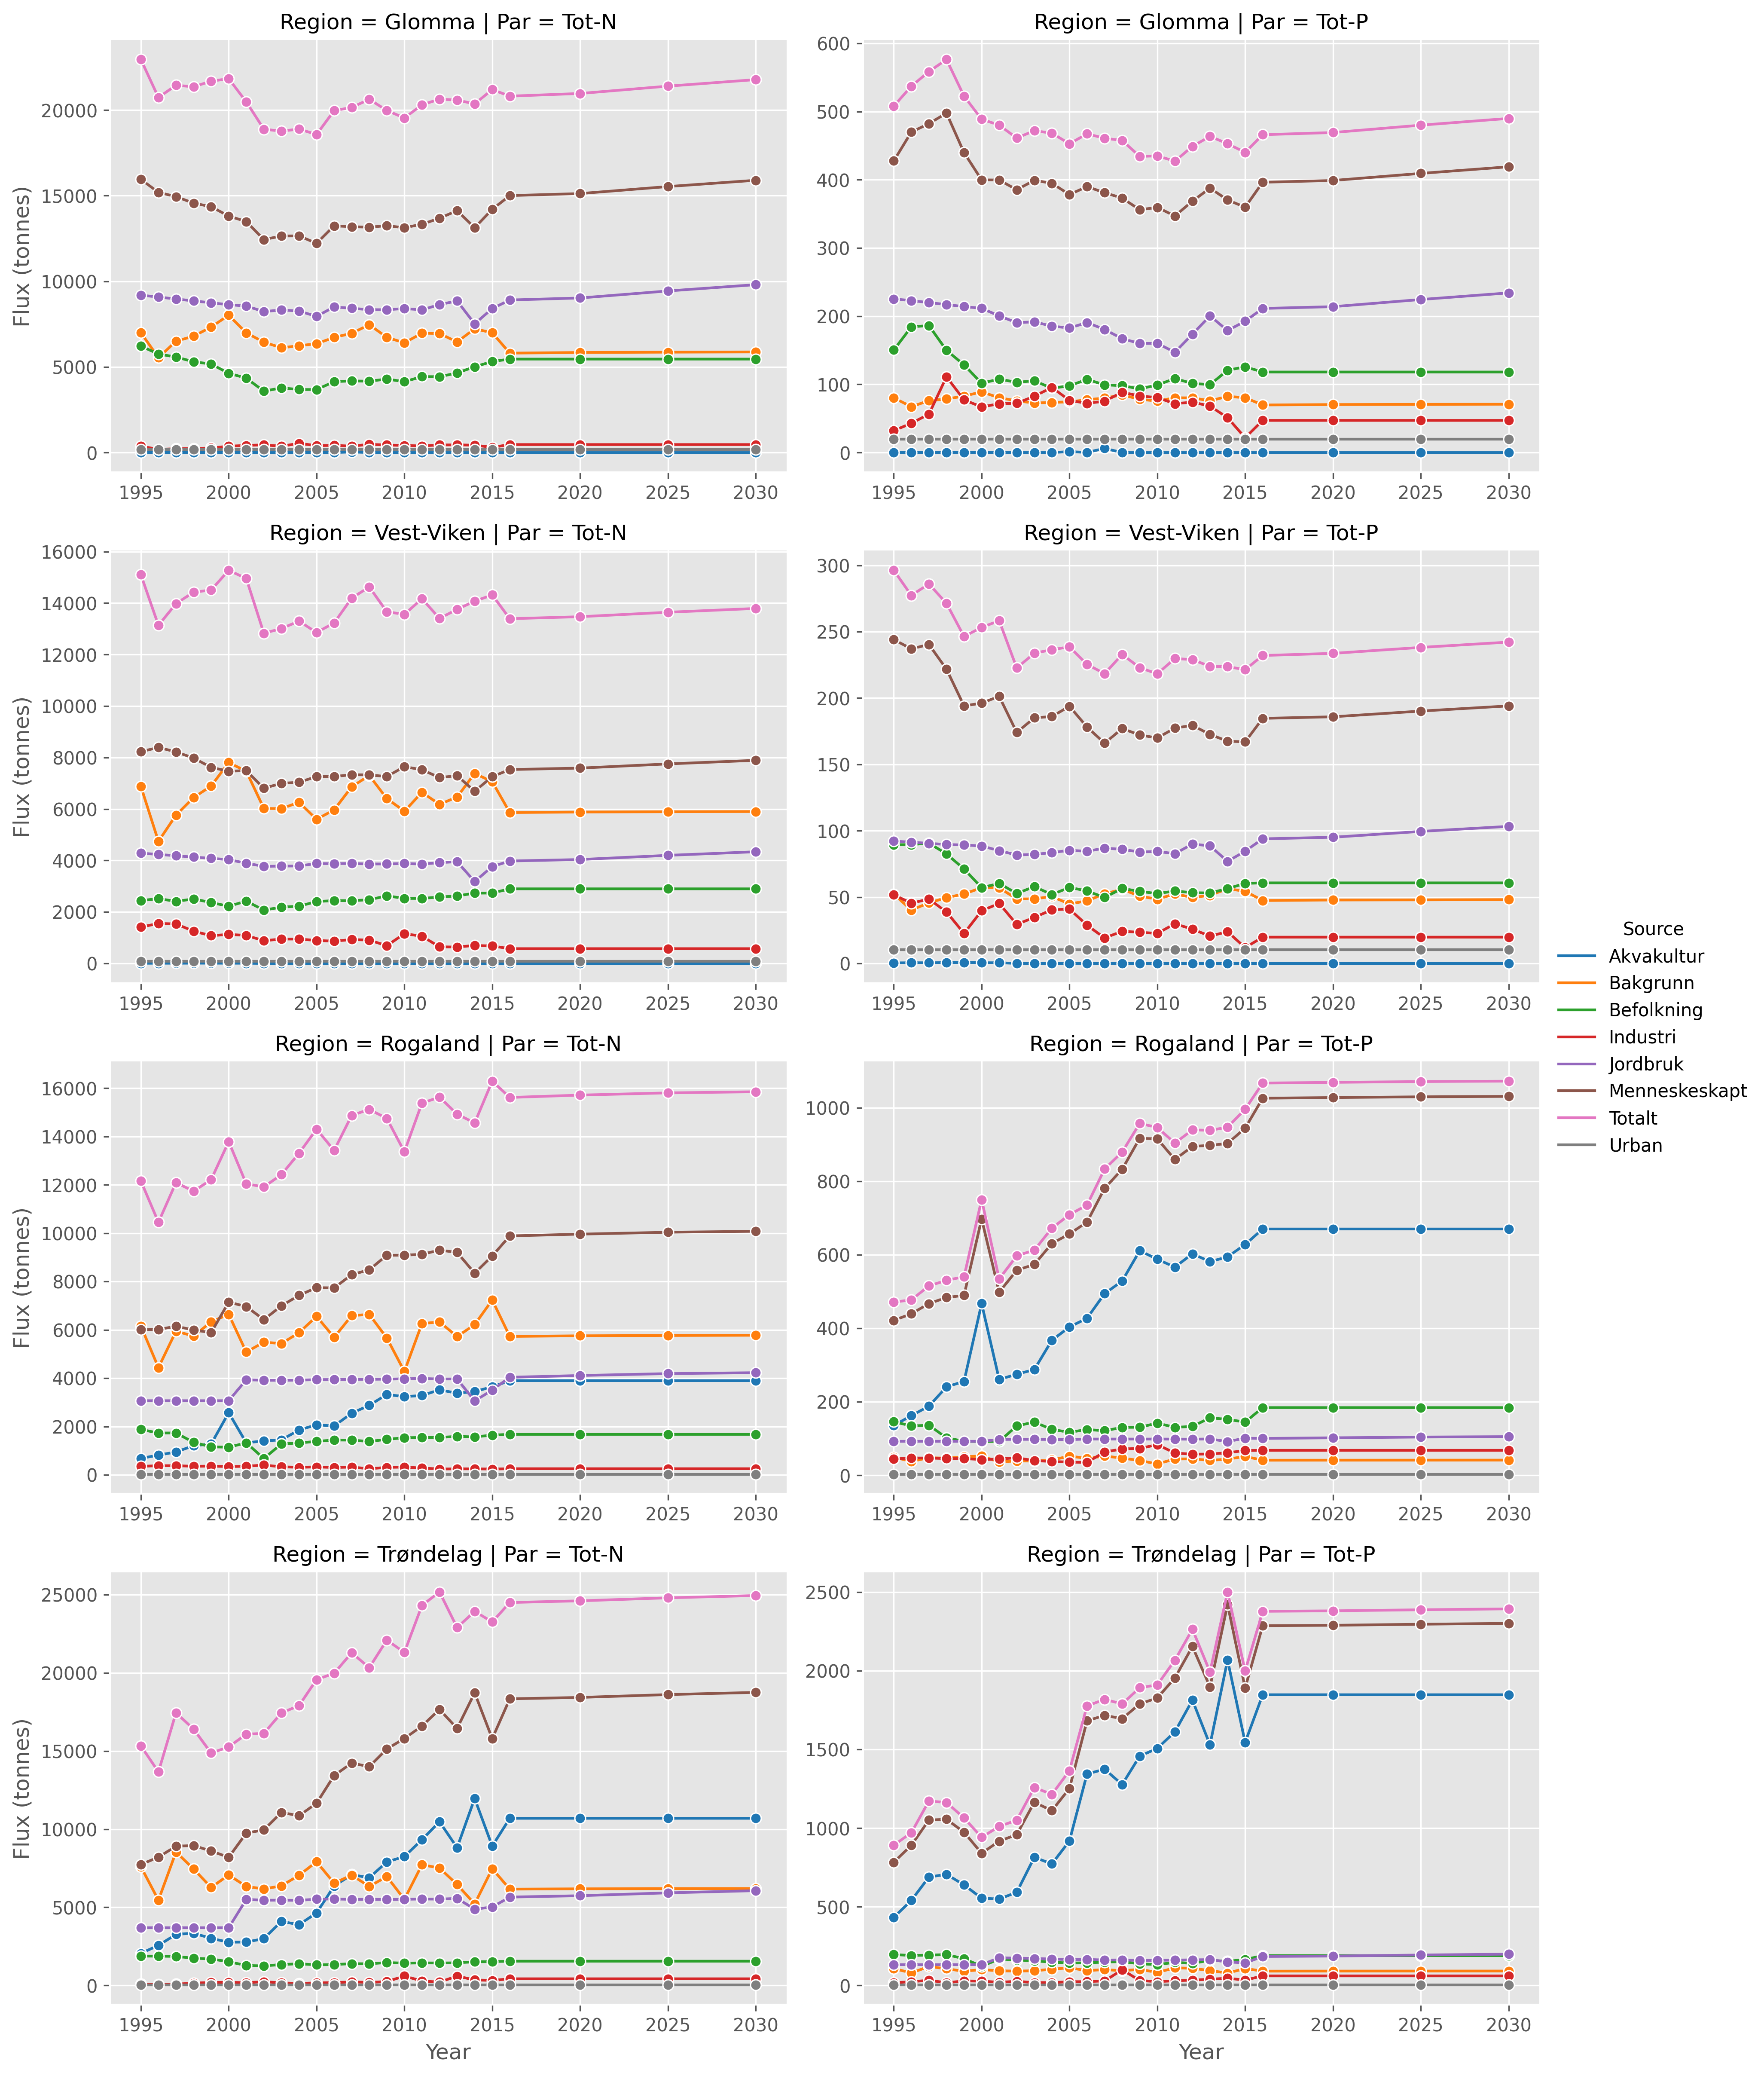 Region = Glomma | Par = Tot-N
Flux (tonnes)
20000
15000
10000
5000
0
1995 2000 2005 2010 2015 2020 2025 2030
Region = Glomma | Par = Tot-P
600
500
400
300
200
100
0
1995 2000 2005 2010 2015 2020 2025 2030
Region = Vest-Viken | Par = Tot-N
Flux (tonnes)
16000
14000
12000
10000
8000
6000
4000
2000
0
1995 2000 2005 2010 2015 2020 2025 2030
Region = Vest-Viken | Par = Tot-P
300
250
200
150
100
50
0
1995 2000 2005 2010 2015 2020 2025 2030
Source
Akvakultur
Bakgrunn
Befolkning
Industri
Jordbruk
Menneskeskapt
Totalt
Urban
Region = Rogaland | Par = Tot-N
Flux (tonnes)
16000
14000
12000
10000
8000
6000
4000
2000
0
1995 2000 2005 2010 2015 2020 2025 2030
Region = Rogaland | Par = Tot-P
1000
800
600
400
200
0
1995 2000 2005 2010 2015 2020 2025 2030
Region = Trøndelag | Par = Tot-N
Flux (tonnes)
25000
20000
15000
10000
5000
0
1995 2000 2005 2010 2015 2020 2025 2030
Year
Region = Trøndelag | Par = Tot-P
2500
2000
1500
1000
500
0
1995 2000 2005 2010 2015 2020 2025 2030
Year